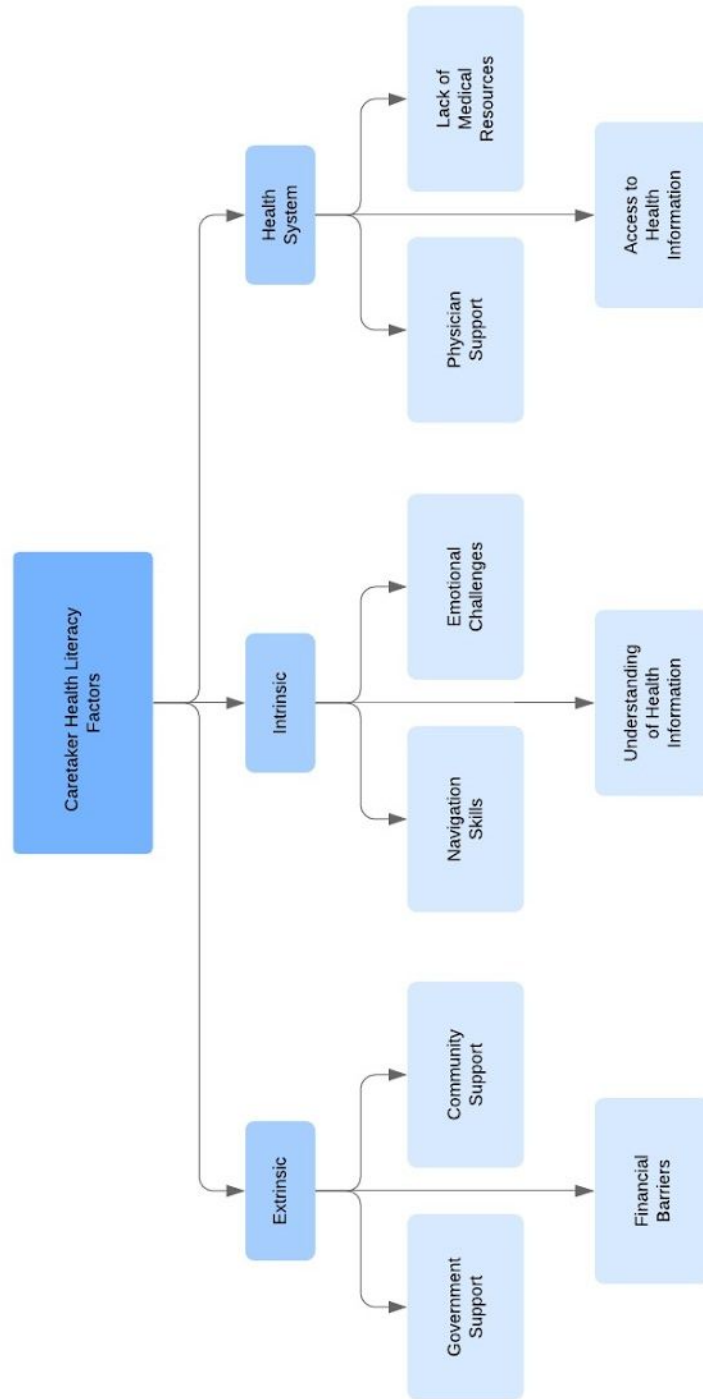 Caretaker Health Literacy
Factors
Extrinsic
Intrinsic
Health
System
Government
Support
Community
Support
Navigation
Skills
Emotional
Challenges
Physician
Support
Lack of
Medical
Resources
Financial
Barriers
Understanding
of Health
Information
Access to
Health
Information